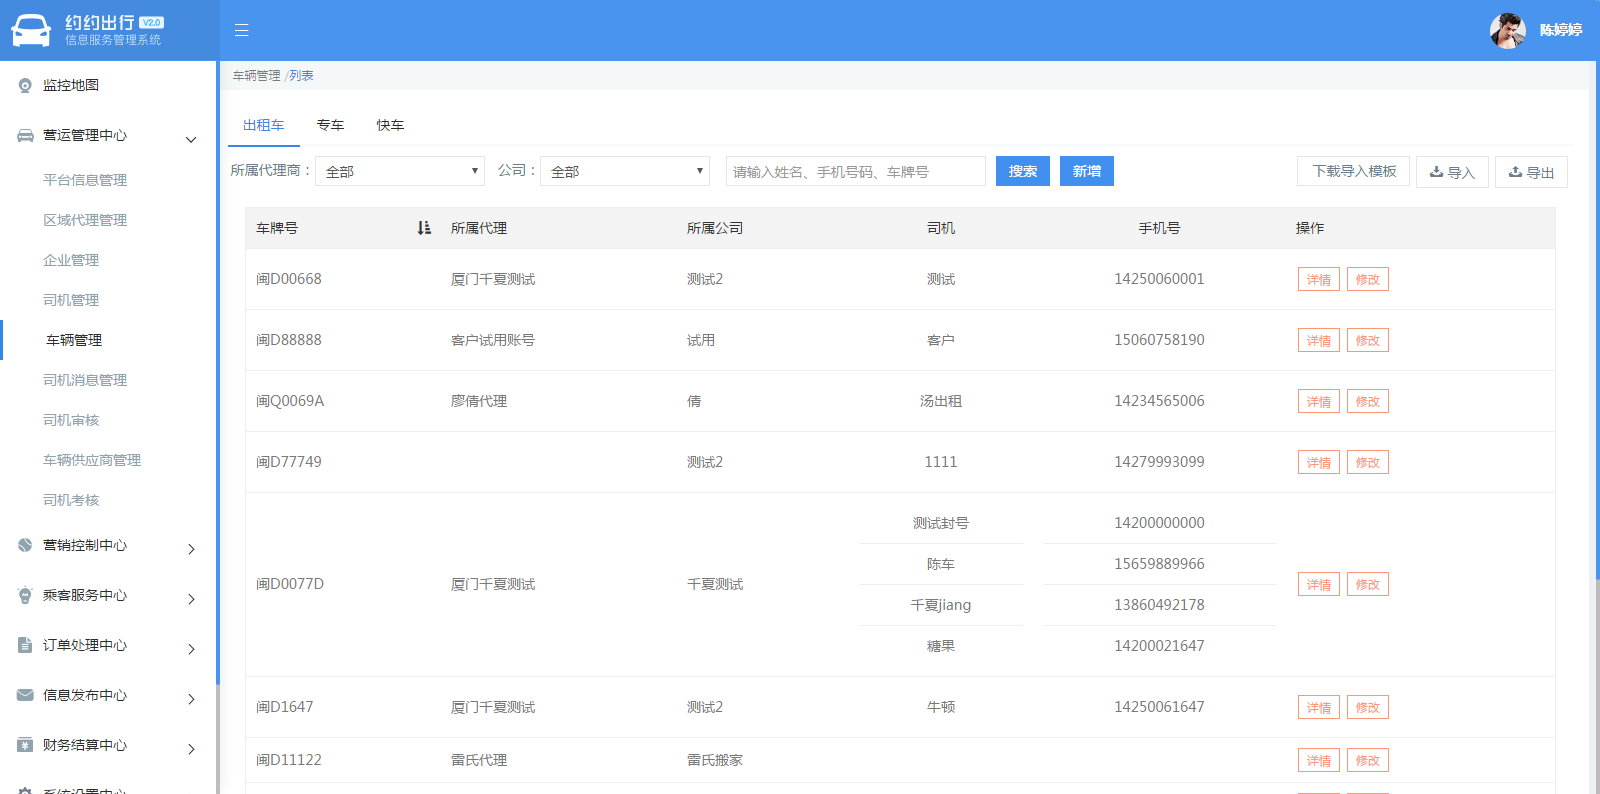 约约出行 V2.0
信息服务管理系统
陈婷婷
监控地图
营运管理中心
平台信息管理
区域代理管理
企业管理
司机管理
车辆管理
司机消息管理
司机审核
车辆供应商管理
司机考核
营销控制中心
乘客服务中心
订单处理中心
信息发布中心
财务结算中心
系统设置中心
车辆管理 /列表
出租车 专车 快车
所属代理商： 全部 公司： 全部 请输入姓名、手机号码、车牌号 搜索 新增 下载导入模板 导入 导出
车牌号 所属代理 所属公司 司机 手机号 操作
闽D00668 厦门千夏测试 测试2 测试 14250060001 详情 修改
闽D88888 客户试用账号 试用 客户 15060758190 详情 修改
闽Q0069A 廖倩代理 倩 汤出租 14234565006 详情 修改
闽D77749 测试2 1111 14279993099 详情 修改
测试封号 14200000000
陈车 15659889966
闽D0077D 厦门千夏测试 千夏测试 详情 修改
千夏jiang 13860492178
糖果 14200021647
闽D1647 厦门千夏测试 测试2 牛顿 14250061647 详情 修改
闽D11122 雷氏代理 雷氏搬家 详情 修改